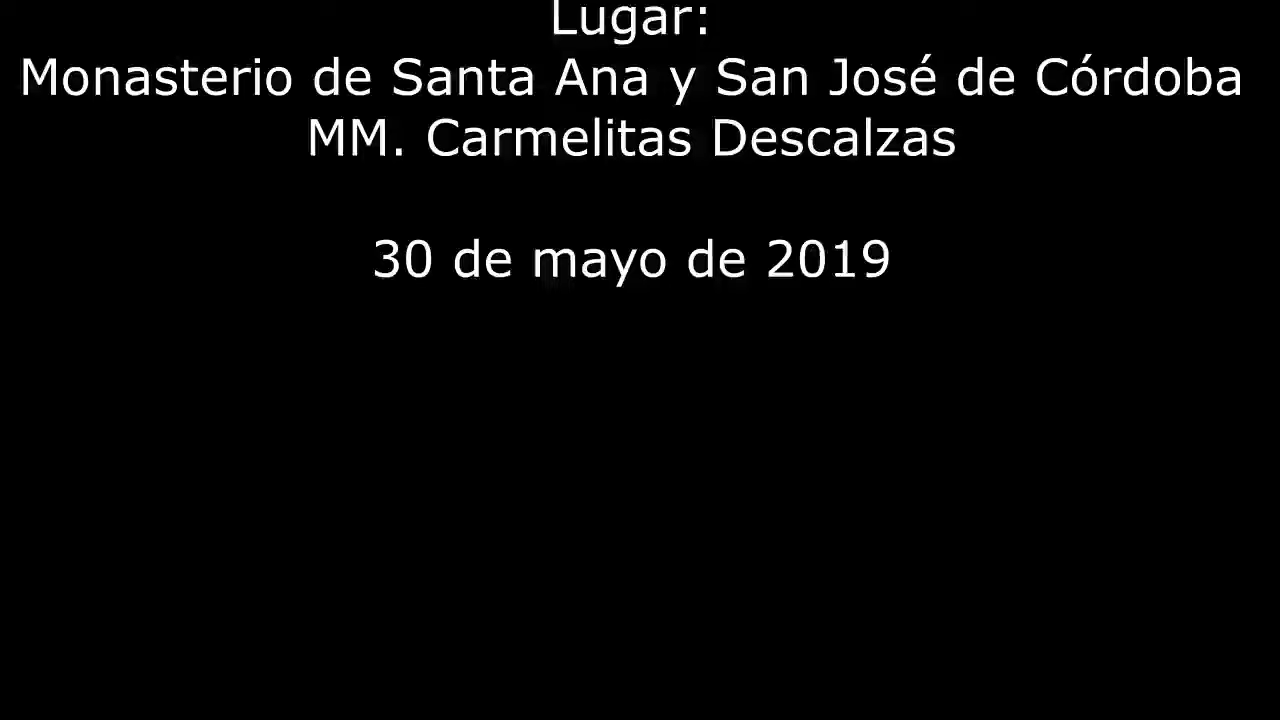 Lugar:
Monasterio de Santa Ana y San José de Córdoba
MM. Carmelitas Descalzas
30 de mayo de 2019